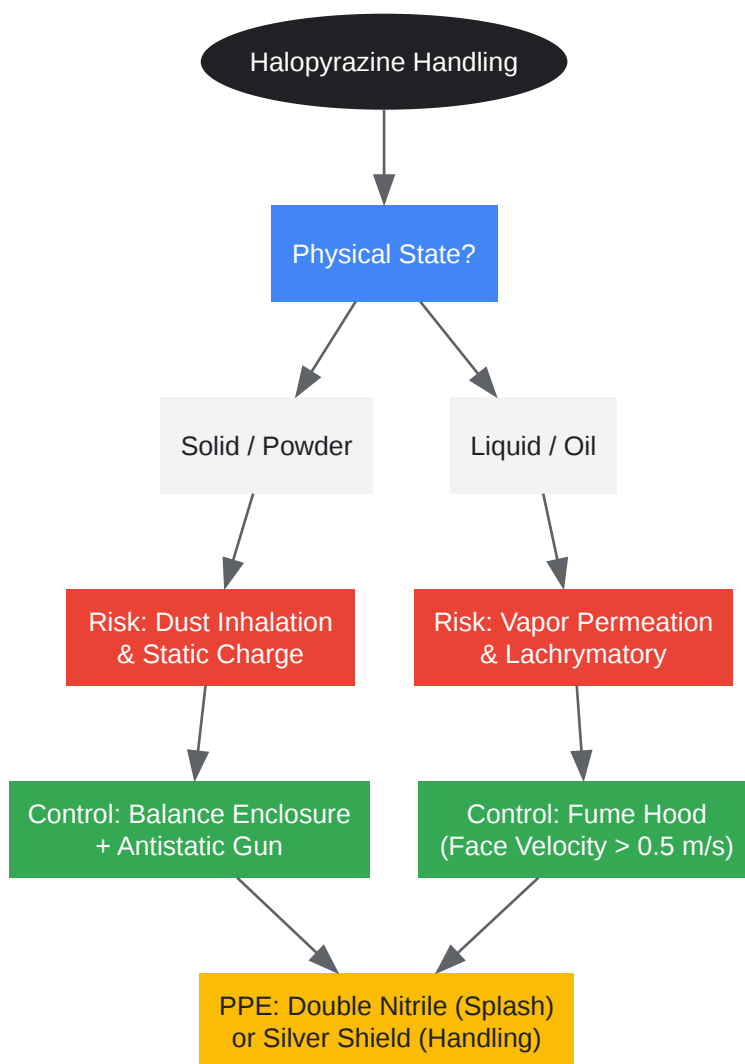 Halopyrazine Handling
Physical State?
Solid / Powder
Liquid / Oil
Risk: Dust Inhalation
& Static Charge
Risk: Vapor Permeation
& Lachrymatory
Control: Balance Enclosure
+ Antistatic Gun
Control: Fume Hood
(Face Velocity > 0.5 m/s)
PPE: Double Nitrile (Splash)
or Silver Shield (Handling)